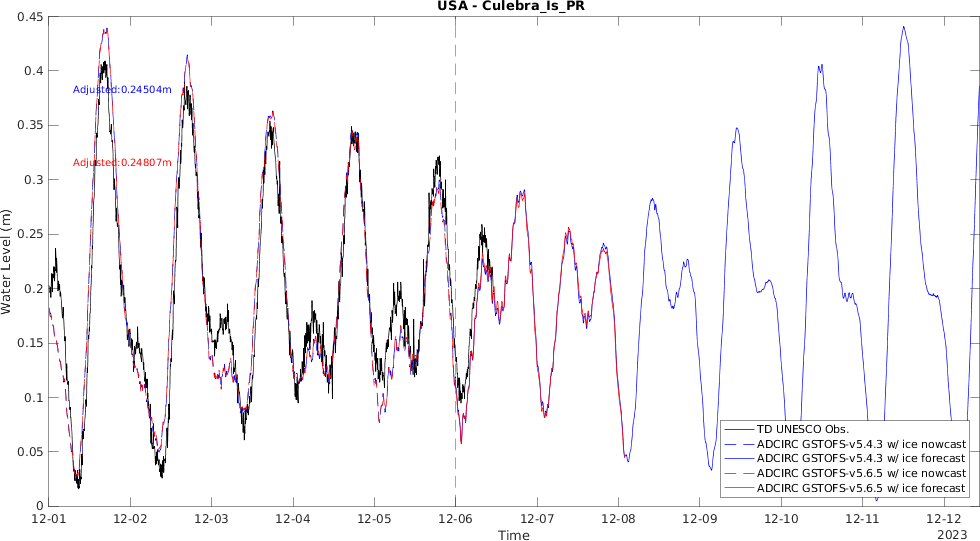 USA - Culebra_Is_PR
0.45
0.4
0.35
0.3
0.25
0.2
0.15
0.1
0.05
0
Water Level (m)
Adjusted:0.24504m
Adjusted:0.24807m
TD UNESCO Obs.
ADCIRC GSTOFS-v5.4.3 w/ ice nowcast
ADCIRC GSTOFS-v5.4.3 w/ ice forecast
ADCIRC GSTOFS-v5.6.5 w/ ice nowcast
ADCIRC GSTOFS-v5.6.5 w/ ice forecast
12-01 12-02 12-03 12-04 12-05 12-06 12-07 12-08 12-09 12-10 12-11 12-12
Time
2023